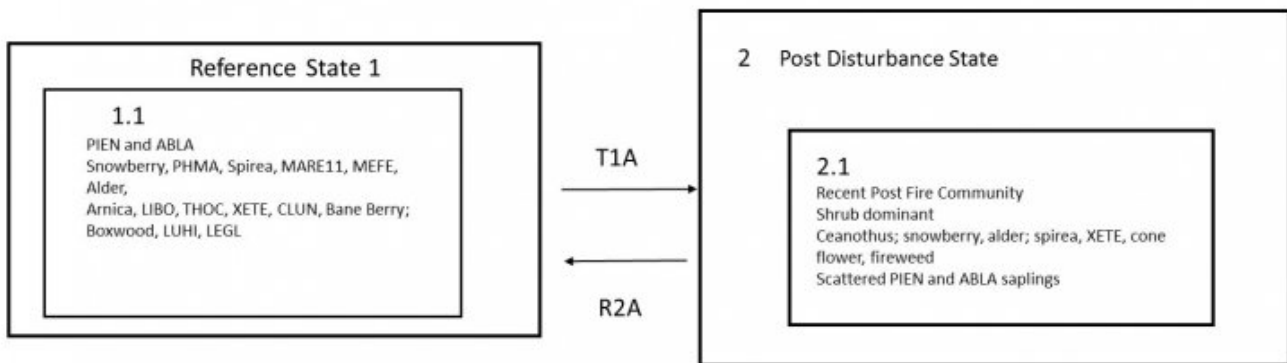 Reference State 1
1.1
PIEN and ABLA
Snowberry, PHMA, Spirea, MARE11, MEFE,
Alder,
Arnica, LIBO, THOC, XETE, CLUN, Bane Berry;
Boxwood, LUHI, LEGL
T1A
R2A
2 Post Disturbance State
2.1
Recent Post Fire Community
Shrub dominant
Ceanothus; snowberry, alder; spirea, XETE, cone
flower, fireweed
Scattered PIEN and ABLA saplings